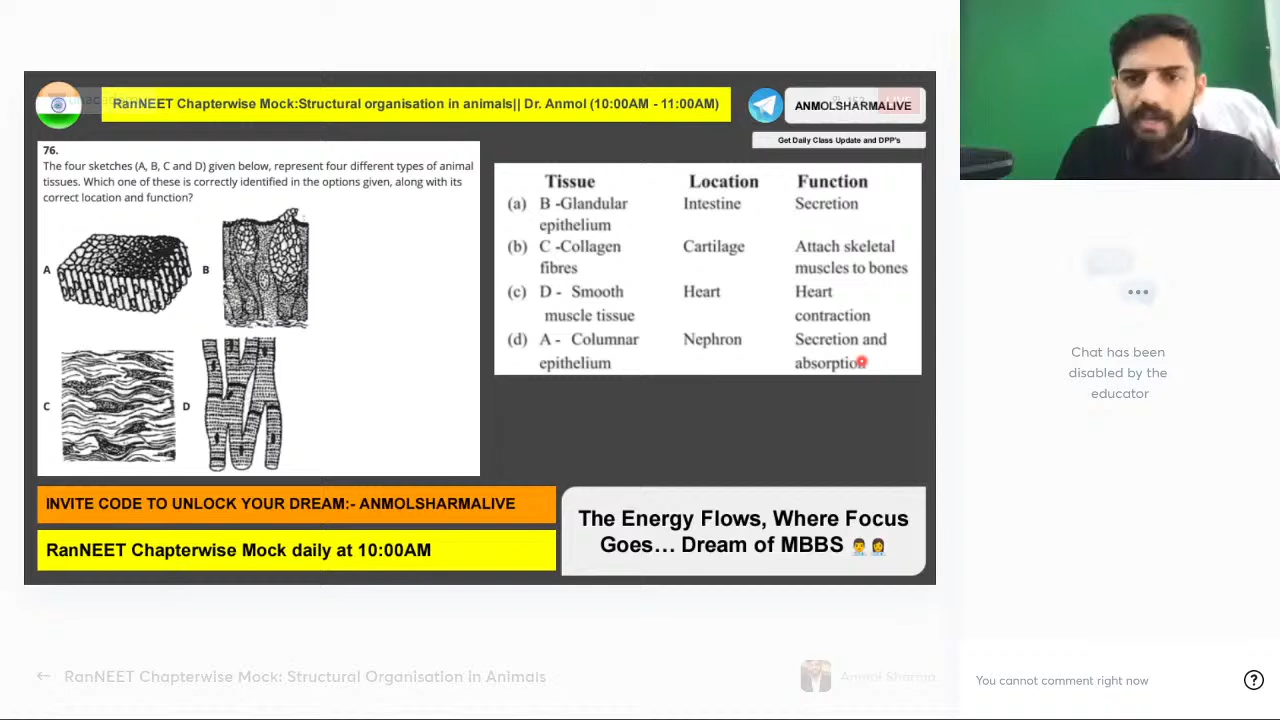 RanNEET Chapterwise Mock:Structural organisation in animals|| Dr. Anmol (10:00AM - 11:00AM)
ANMOLSHARMALIVE
Get Daily Class Update and DPP's
76.
The four sketches (A, B, C and D) given below, represent four different types of animal
tissues. Which one of these is correctly identified in the options given, along with its
correct location and function?
A
B
C
D
Tissue Location Function
(a) B -Glandular Intestine Secretion
epithelium
(b) C -Collagen Cartilage Attach skeletal
fibres muscles to bones
(c) D - Smooth Heart Heart
muscle tissue contraction
(d) A - Columnar Nephron Secretion and
epithelium absorption
INVITE CODE TO UNLOCK YOUR DREAM:- ANMOLSHARMALIVE
RanNEET Chapterwise Mock daily at 10:00AM
The Energy Flows, Where Focus
Goes... Dream of MBBS
Chat has been
disabled by the
educator
← RanNEET Chapterwise Mock: Structural Organisation in Animals
Anmol Sharma
You cannot comment right now
?